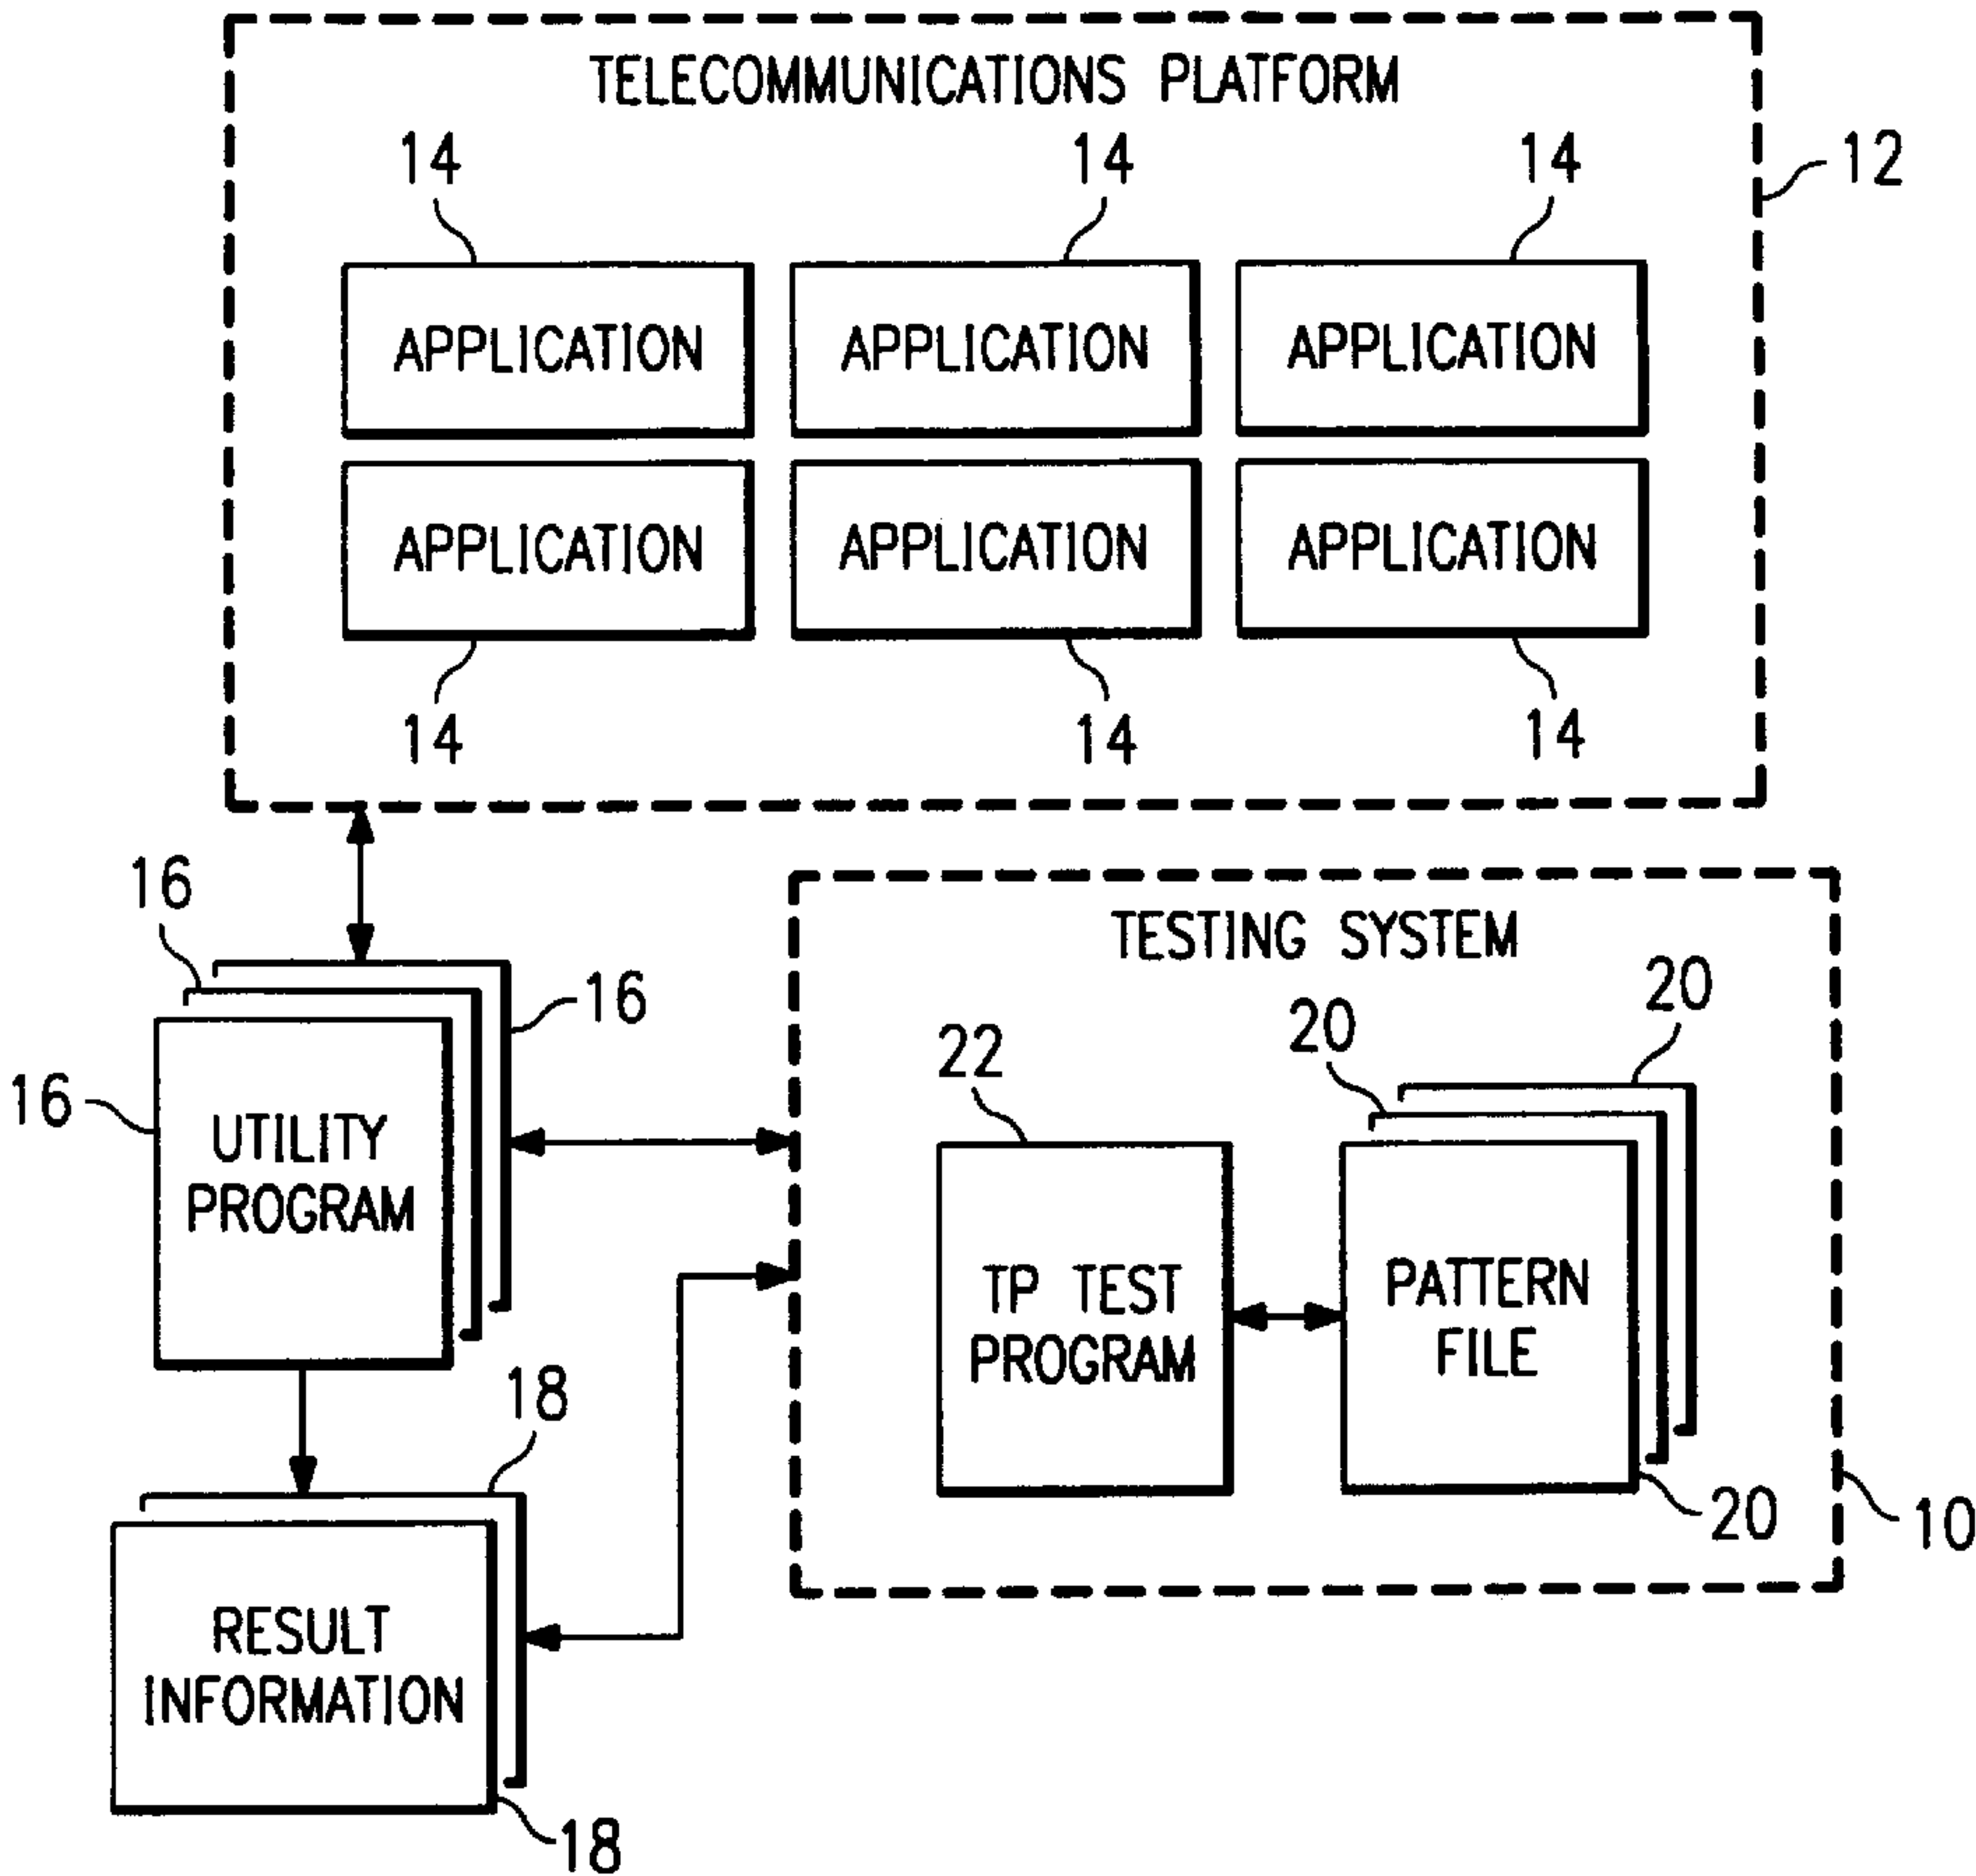 TELECOMMUNICATIONS PLATFORM
14
14
14
12
APPLICATION
APPLICATION
APPLICATION
APPLICATION
APPLICATION
APPLICATION
14
14
14
16
16
16
UTILITY
PROGRAM
TESTING SYSTEM
22
20
20
TP TEST
PROGRAM
PATTERN
FILE
20
10
18
RESULT
INFORMATION
18